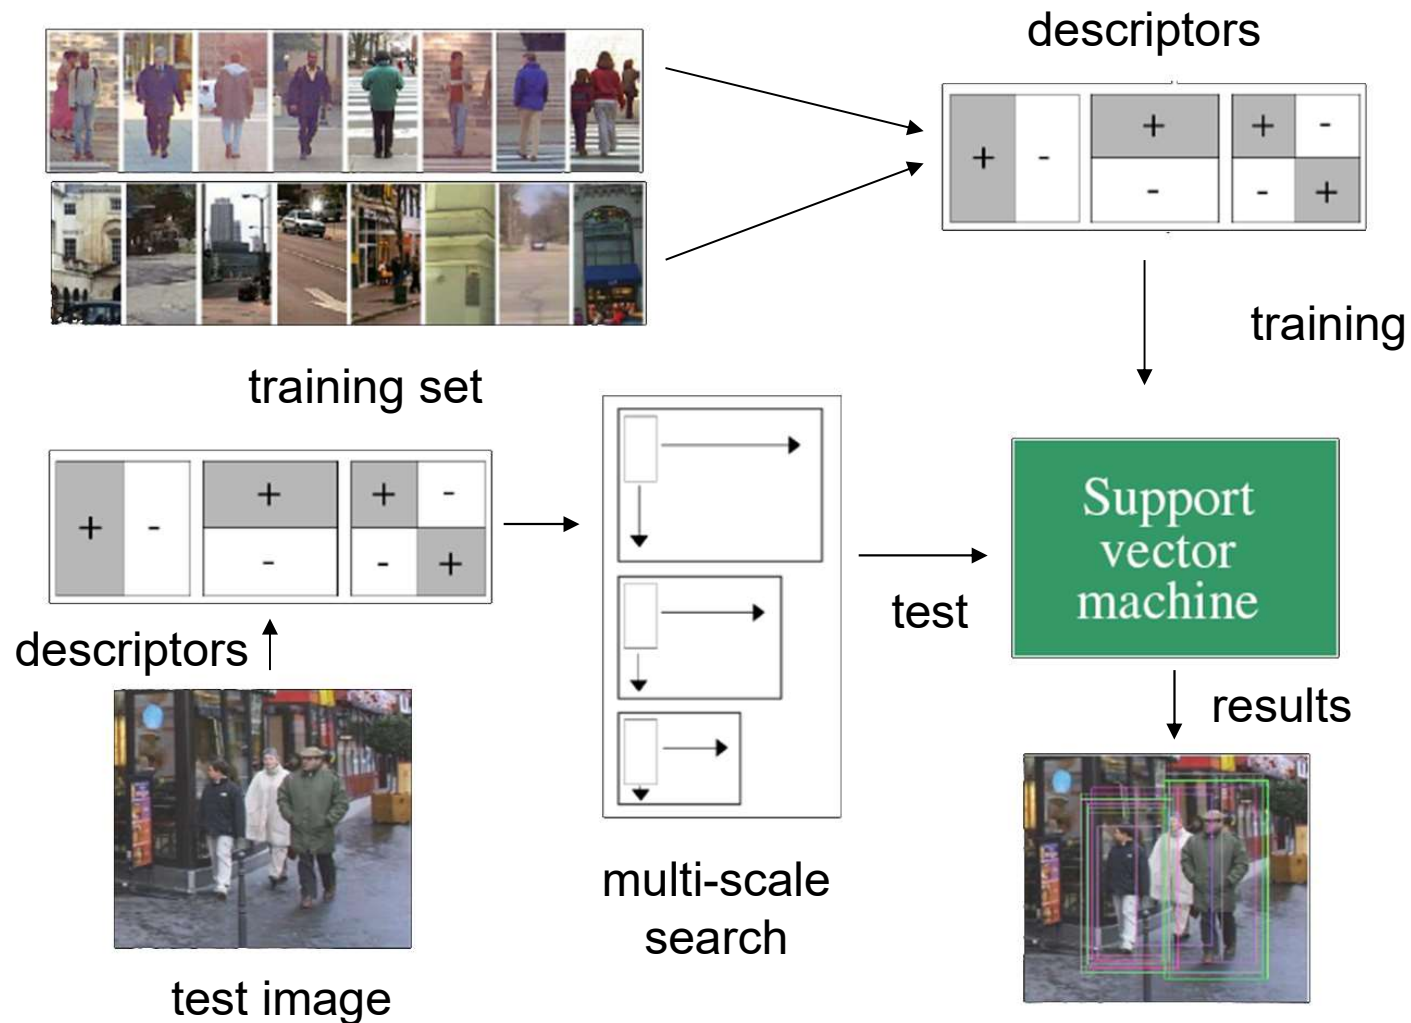 descriptors
+ - + - + - - +
training
training set
+ - + - + - - +
Support
vector
machine
test
descriptors
results
multi-scale
search
test image